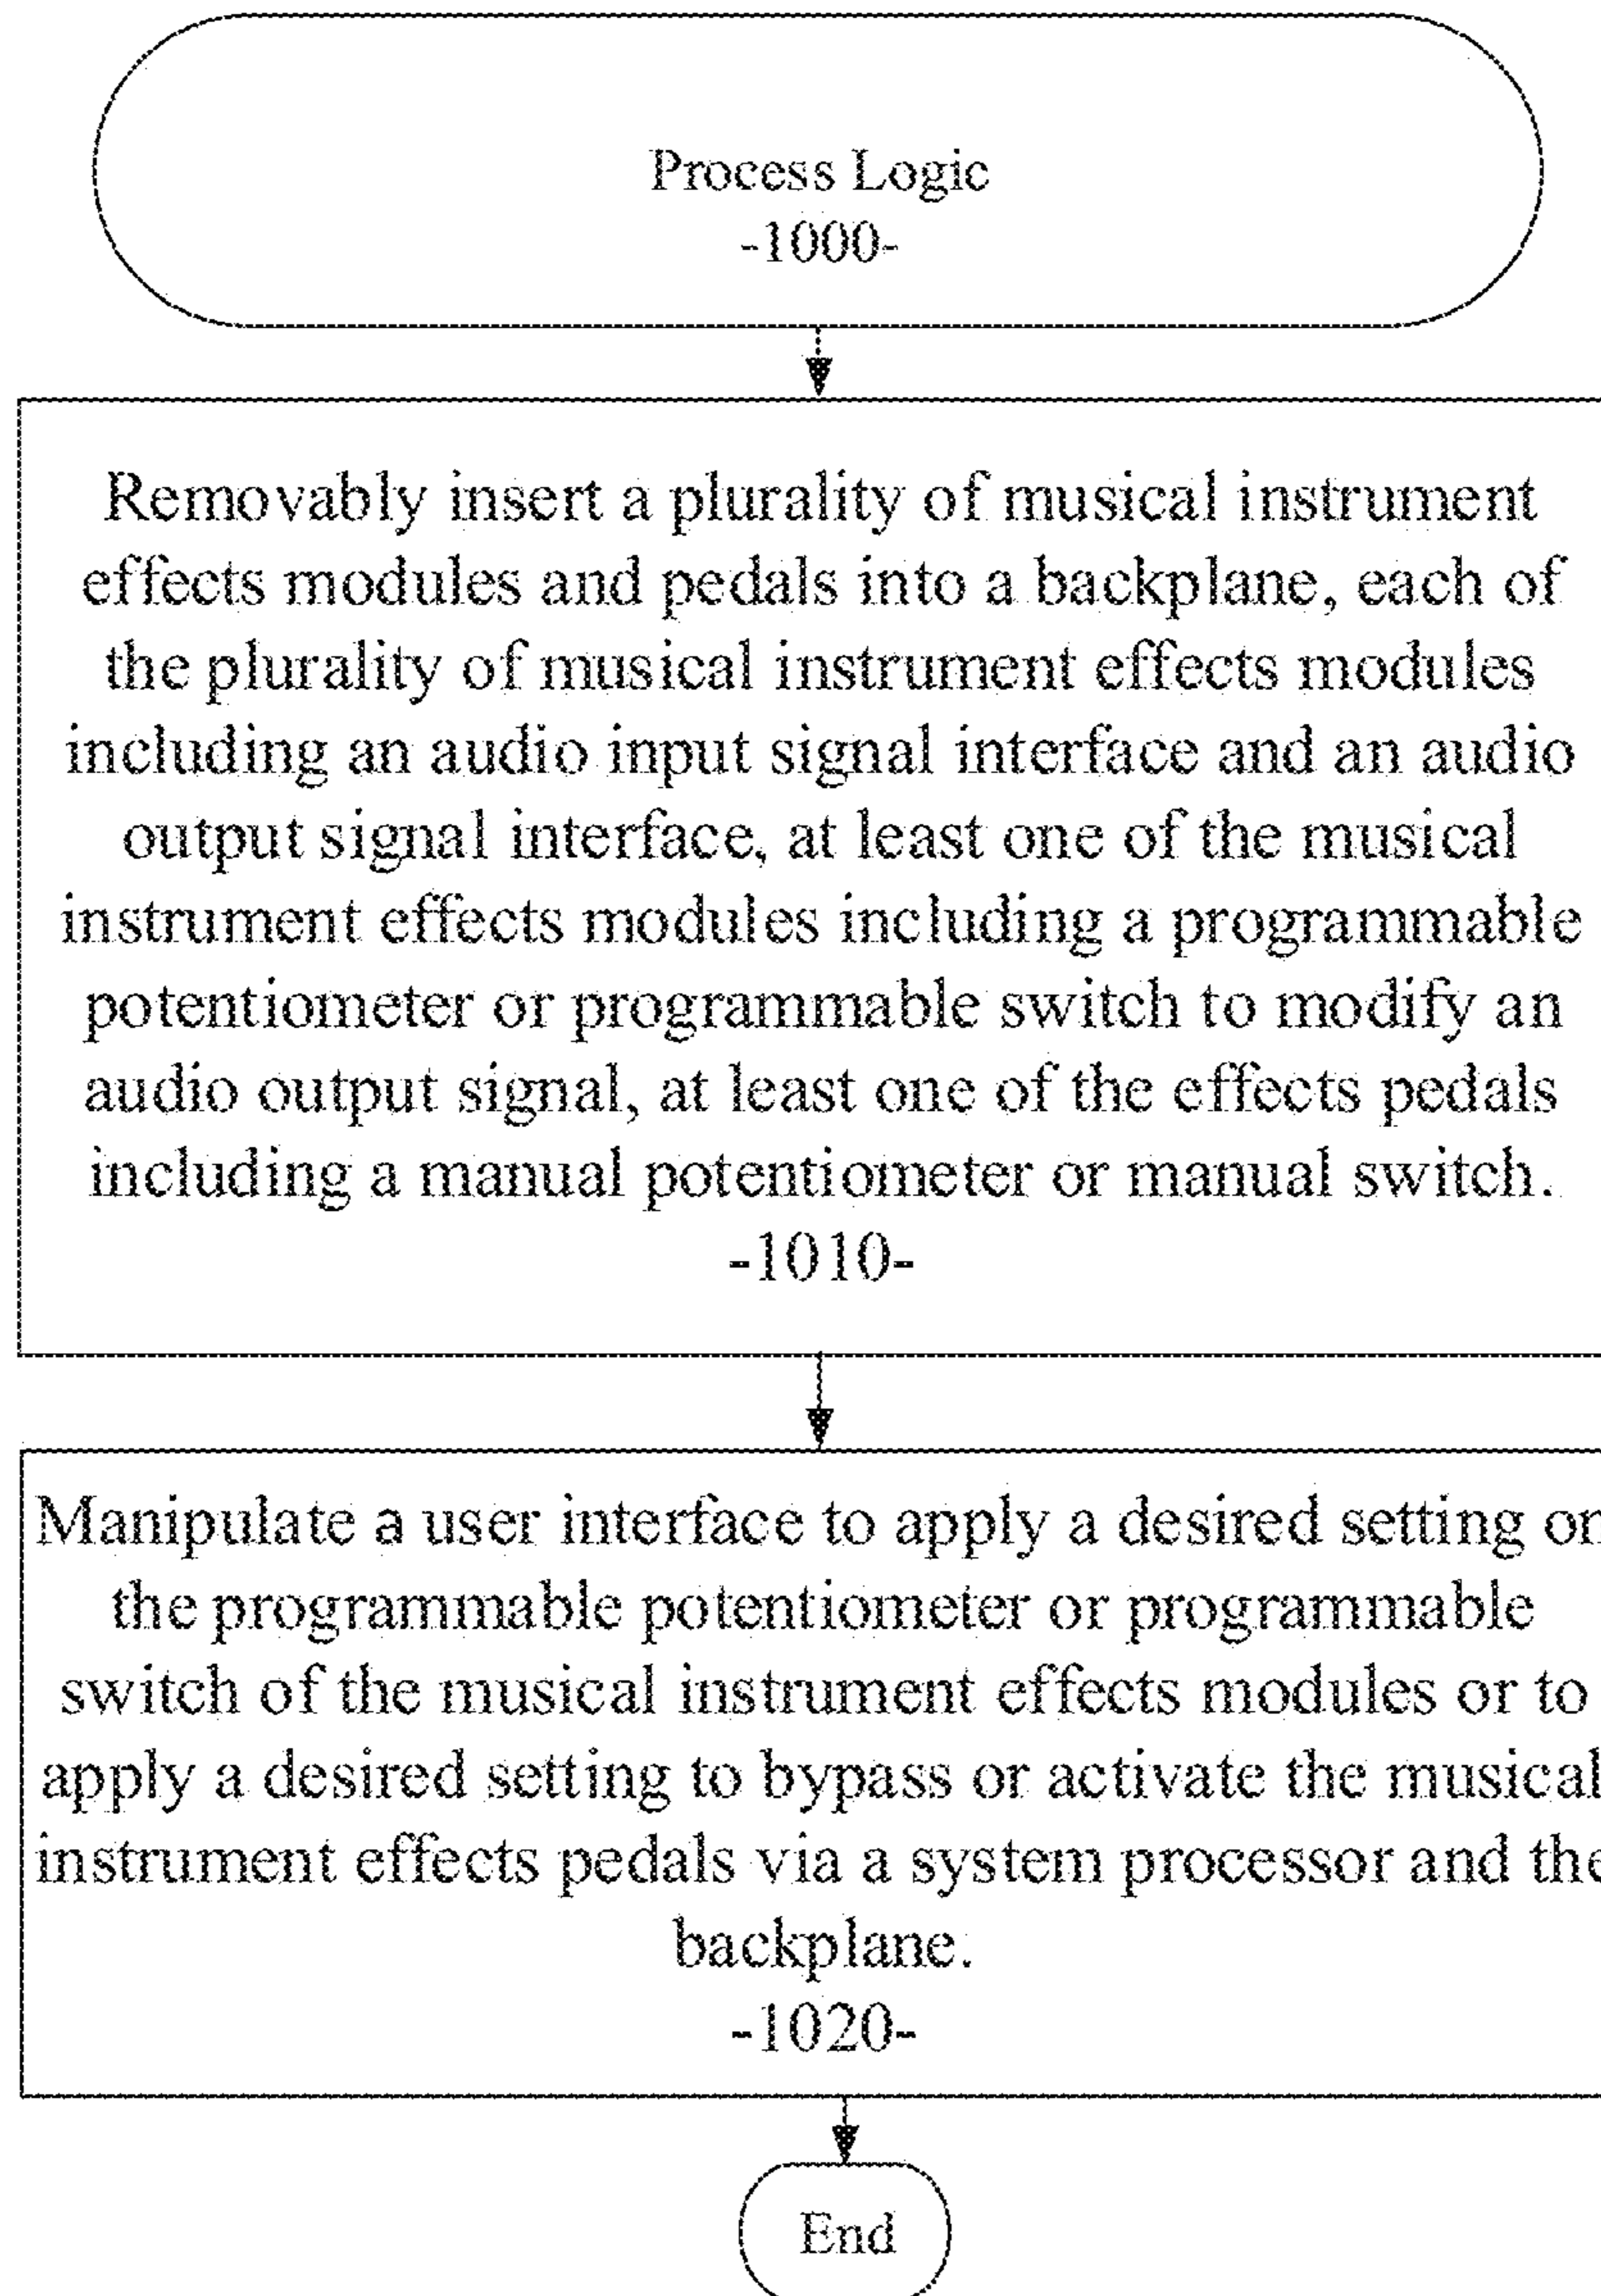 Process Logic
-1000-
Removably insert a plurality of musical instrument
effects modules and pedals into a backplane, each of
the plurality of musical instrument effects modules
including an audio input signal interface and an audio
output signal interface, at least one of the musical
instrument effects modules including a programmable
potentiometer or programmable switch to modify an
audio output signal, at least one of the effects pedals
including a manual potentiometer or manual switch.
-1010-
Manipulate a user interface to apply a desired setting on
the programmable potentiometer or programmable
switch of the musical instrument effects modules or to
apply a desired setting to bypass or activate the musical
instrument effects pedals via a system processor and the
backplane.
-1020-
End